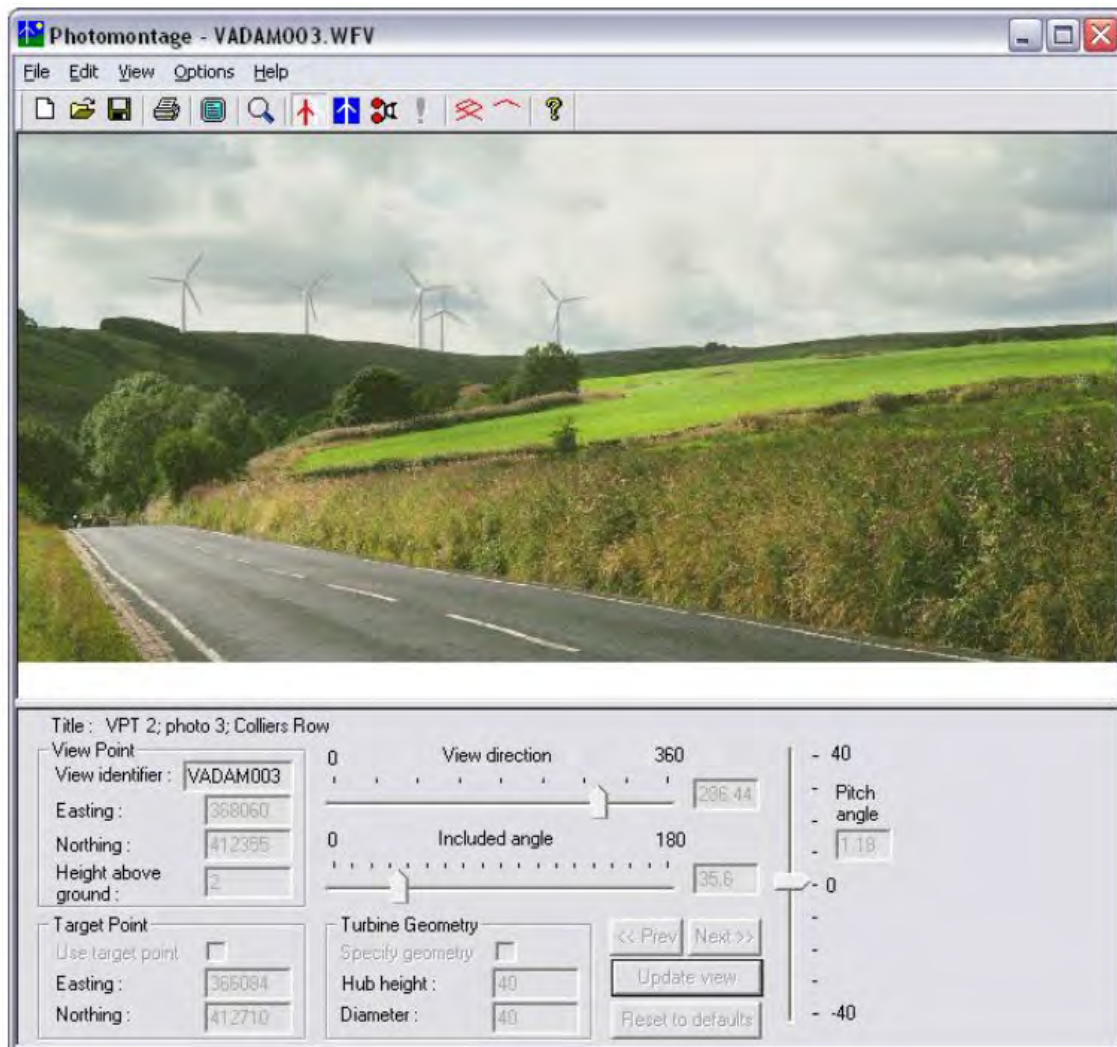 Photomontage - VADAM003.WFV
File Edit View Options Help
Title : VPT 2; photo 3; Colliers Row
View Point
View identifier : VADAM003
Easting : 368060
Northing : 412355
Height above ground : 2
Target Point
Use target point
Easting : 366084
Northing : 412710
0 View direction 360
286.44
0 Included angle 180
35.6
Turbine Geometry
Specify geometry
Hub height : 40
Diameter : 40
<< Prev Next >>
Update view
Reset to defaults
- 40
Pitch angle
1.18
- 0
- -40